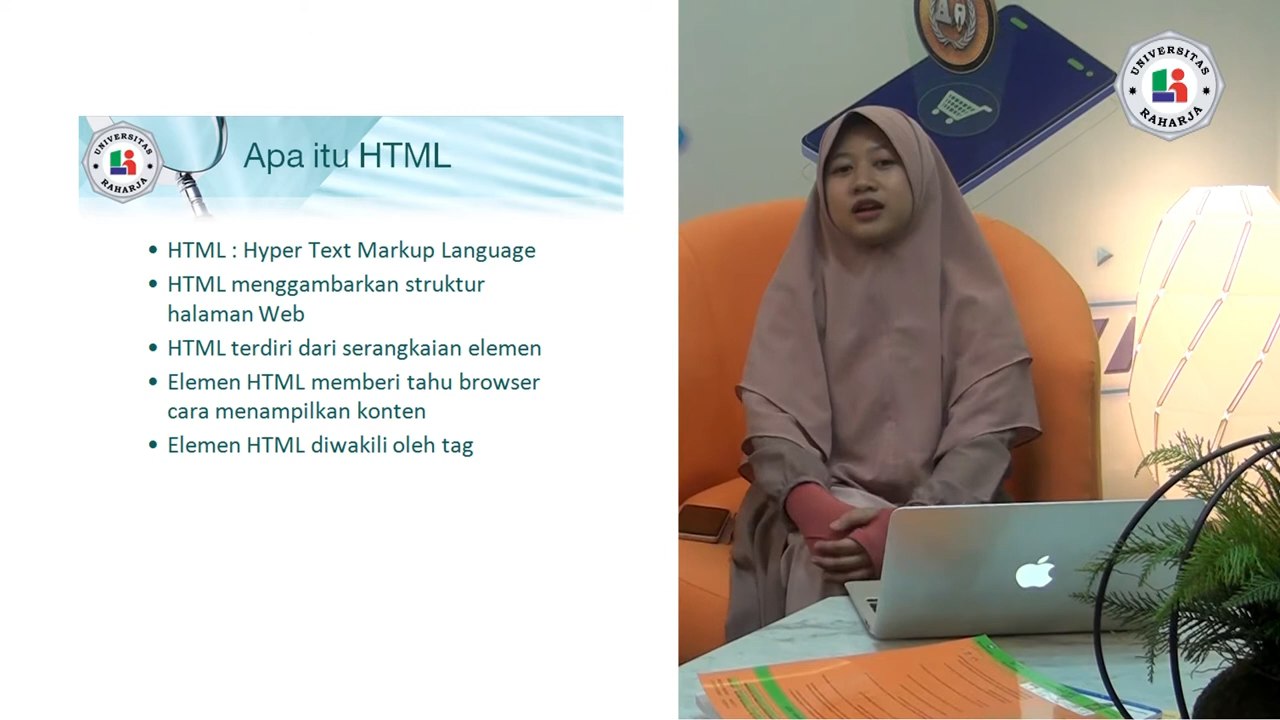 UNIVERSITAS
RAHARJA
Apa itu HTML
• HTML : Hyper Text Markup Language
• HTML menggambarkan struktur
halaman Web
• HTML terdiri dari serangkaian elemen
• Elemen HTML memberi tahu browser
cara menampilkan konten
• Elemen HTML diwakili oleh tag
UNIVERSITAS
RAHARJA